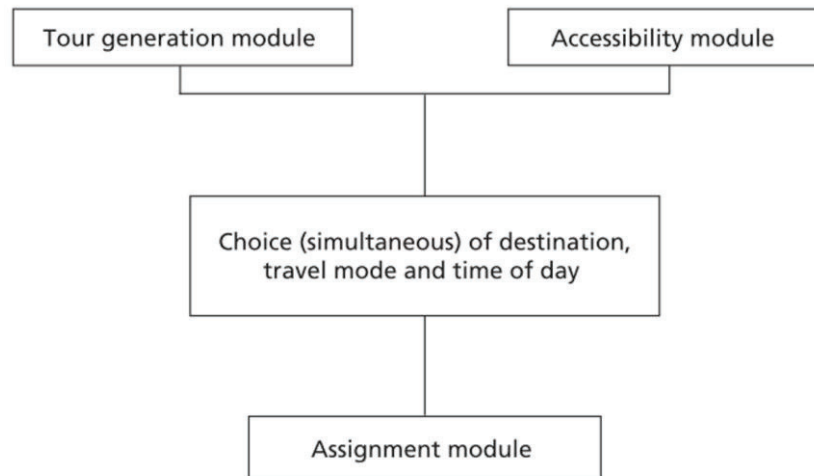 Tour generation module
Accessibility module
Choice (simultaneous) of destination,
travel mode and time of day
Assignment module